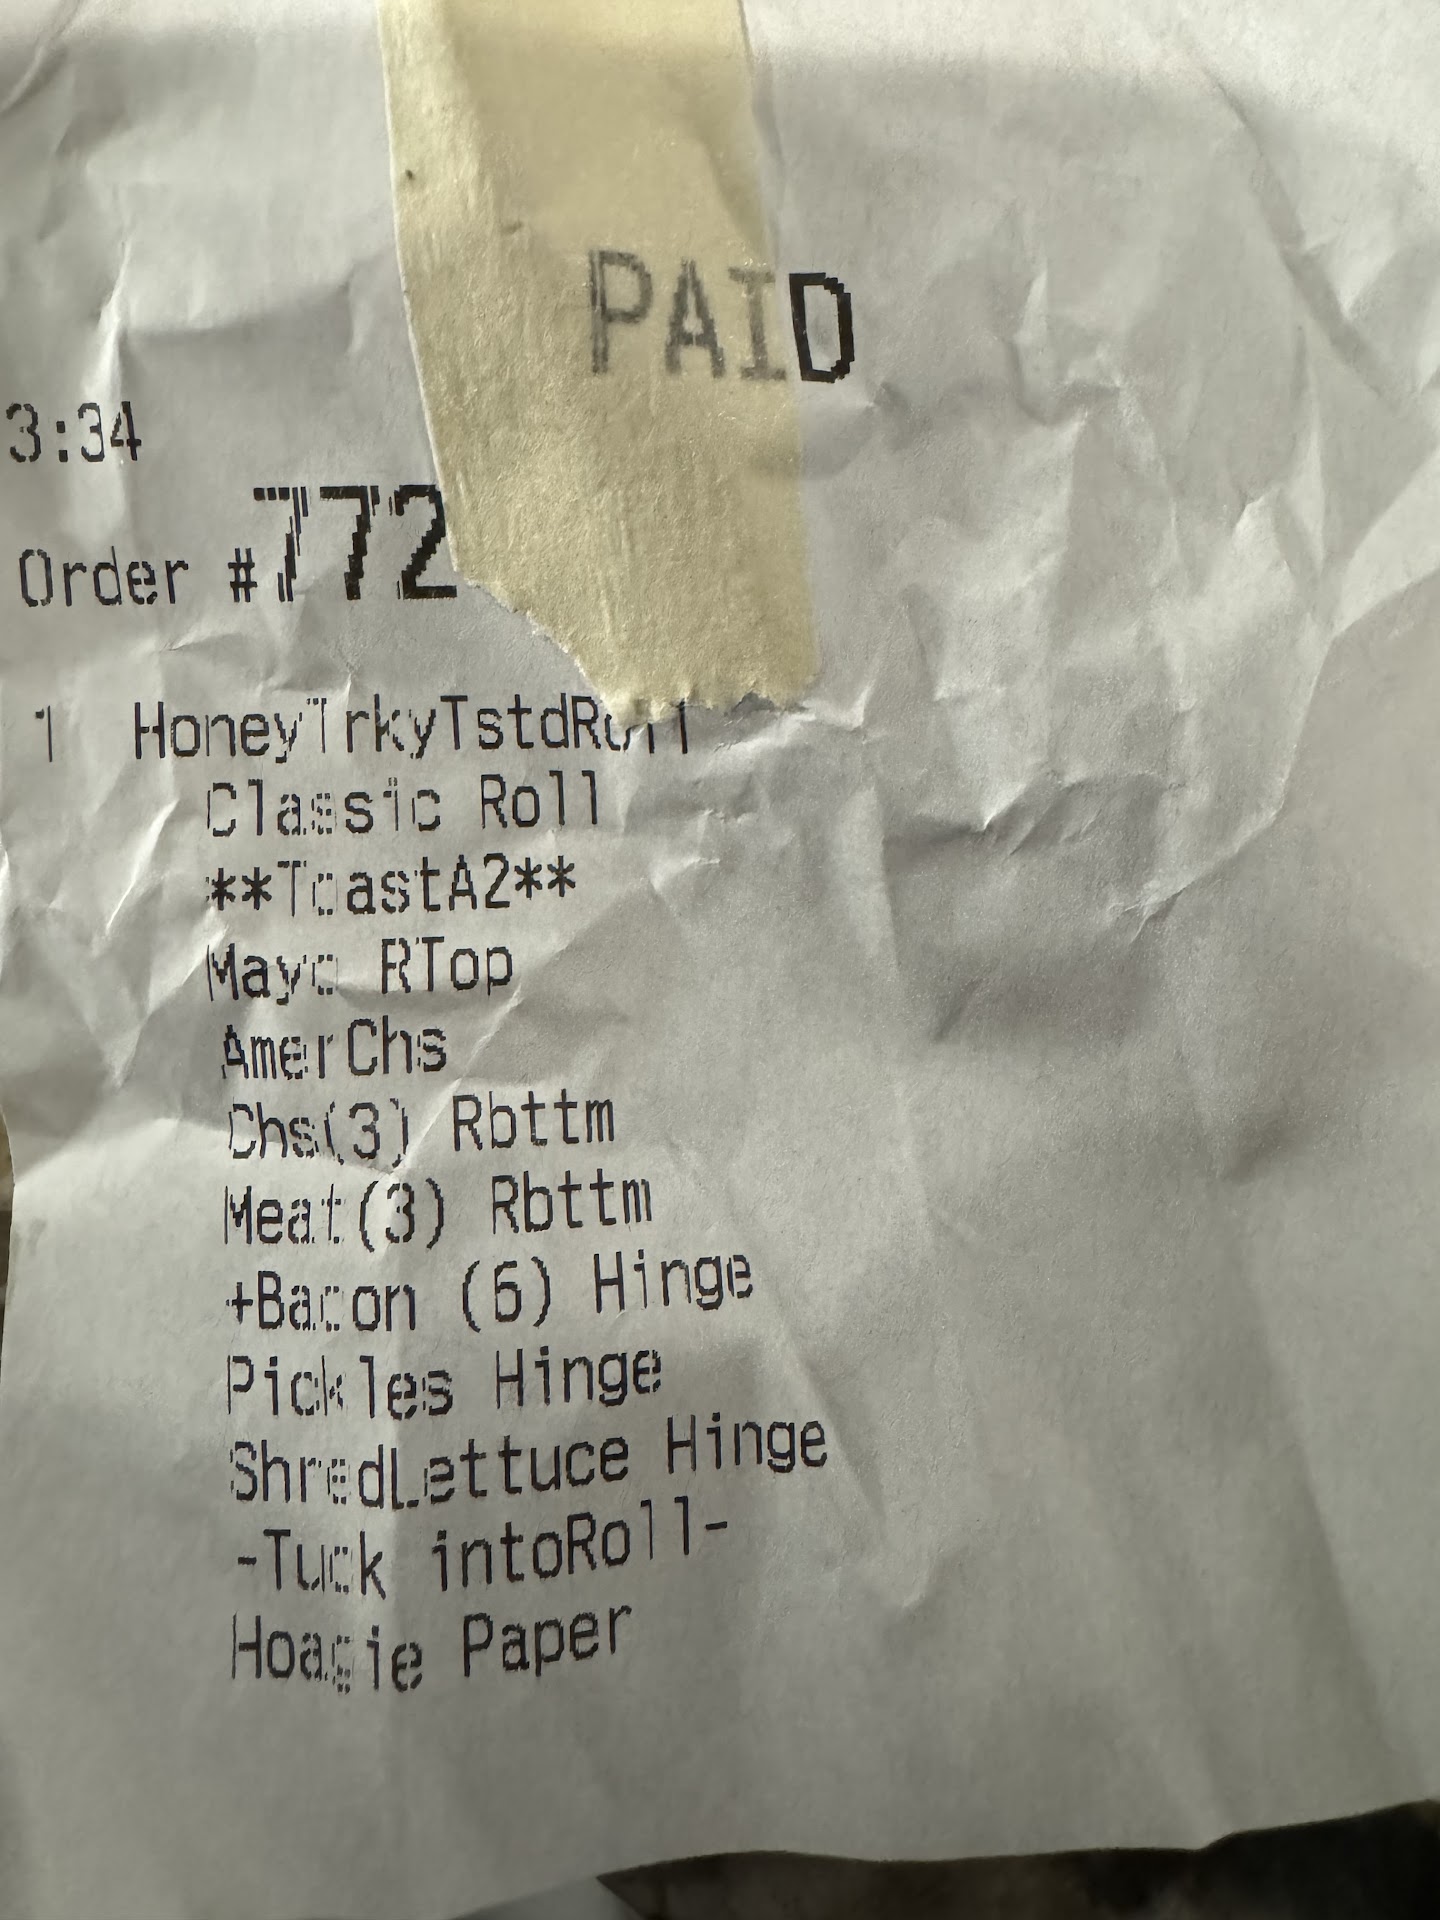 PAID
3:34
Order #772
1 HoneyTrkyTstdRoll
Classic Roll
**ToastA2**
Mayo RTop
AmerChs
Chs(3) Rbttm
Meat(3) Rbttm
+Bacon (6) Hinge
Pickles Hinge
ShredLettuce Hinge
-Tuck intoRoll-
Hoagie Paper